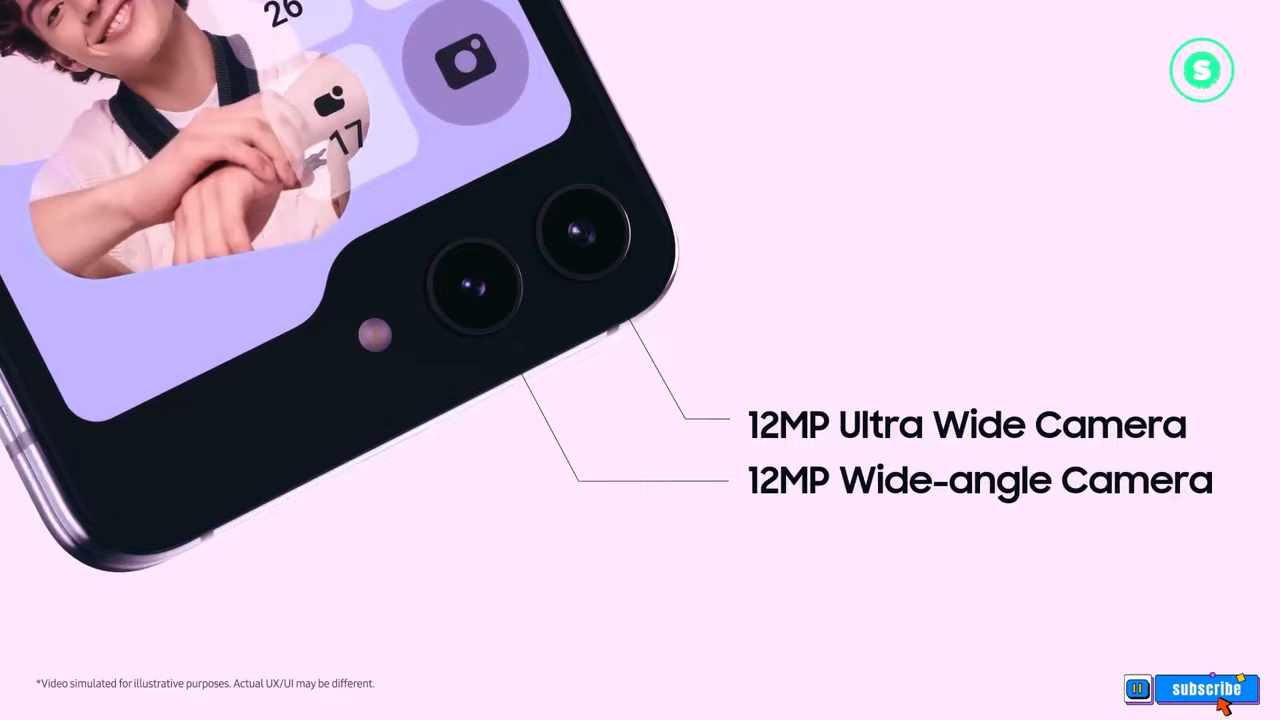 26
17
S
12MP Ultra Wide Camera
12MP Wide-angle Camera
*Video simulated for illustrative purposes. Actual UX/UI may be different.
subscribe